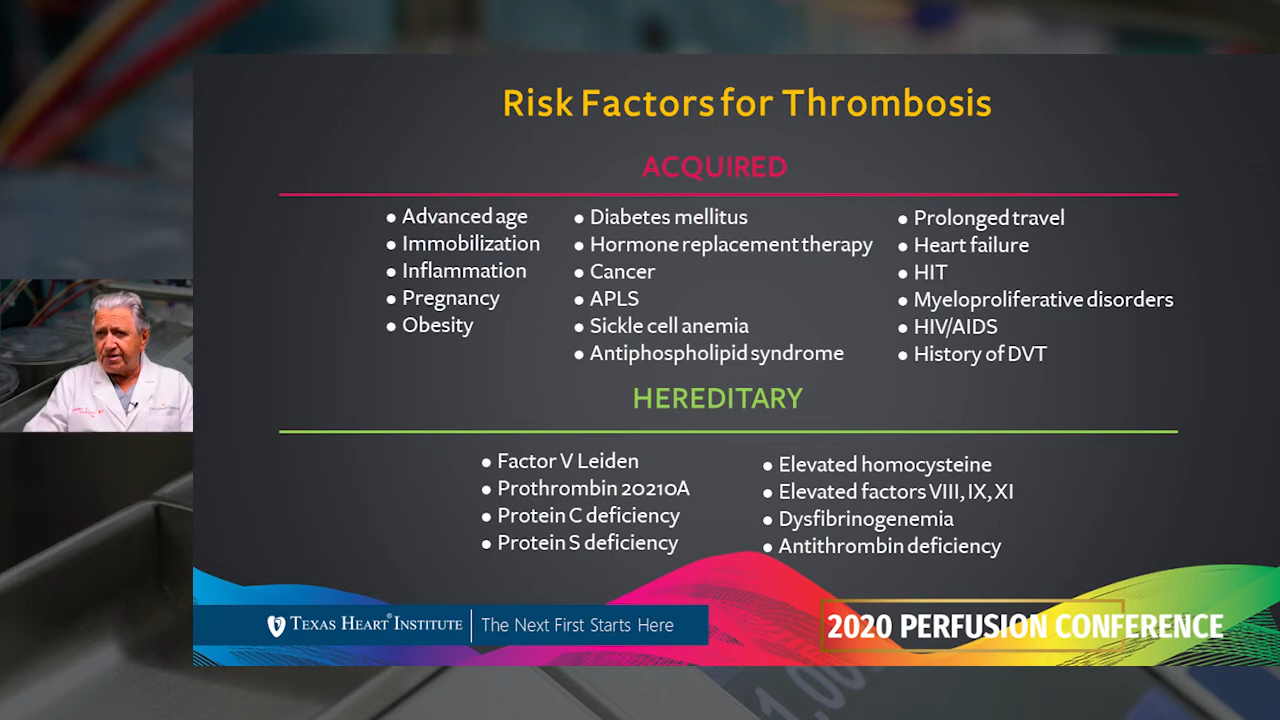 Risk Factors for Thrombosis
ACQUIRED
● Advanced age
● Immobilization
● Inflammation
● Pregnancy
● Obesity
● Diabetes mellitus
● Hormone replacement therapy
● Cancer
● APLS
● Sickle cell anemia
● Antiphospholipid syndrome
● Prolonged travel
● Heart failure
● HIT
● Myeloproliferative disorders
● HIV/AIDS
● History of DVT
HEREDITARY
● Factor V Leiden
● Prothrombin 20210A
● Protein C deficiency
● Protein S deficiency
● Elevated homocysteine
● Elevated factors VIII, IX, XI
● Dysfibrinogenemia
● Antithrombin deficiency
TEXAS HEART® INSTITUTE | The Next First Starts Here
2020 PERFUSION CONFERENCE